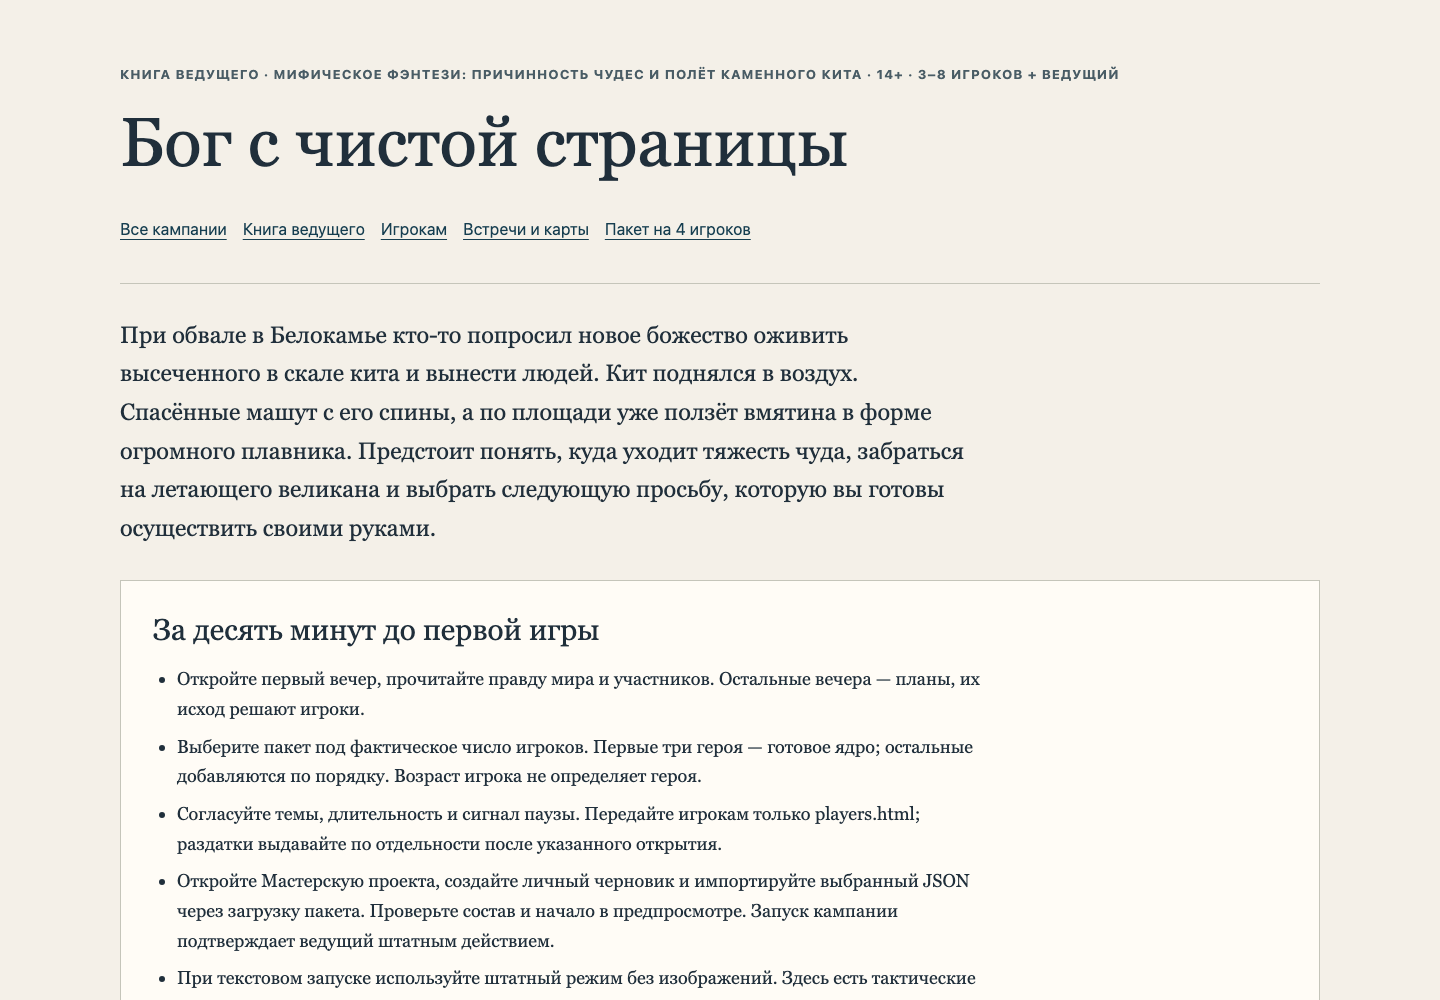 КНИГА ВЕДУЩЕГО · МИФИЧЕСКОЕ ФЭНТЕЗИ: ПРИЧИННОСТЬ ЧУДЕС И ПОЛЁТ КАМЕННОГО КИТА · 14+ · 3–8 ИГРОКОВ + ВЕДУЩИЙ
Бог с чистой страницы
Все кампании Книга ведущего Игрокам Встречи и карты Пакет на 4 игроков
При обвале в Белокамье кто-то попросил новое божество оживить
высеченного в скале кита и вынести людей. Кит поднялся в воздух.
Спасённые машут с его спины, а по площади уже ползёт вмятина в форме
огромного плавника. Предстоит понять, куда уходит тяжесть чуда, забраться
на летающего великана и выбрать следующую просьбу, которую вы готовы
осуществить своими руками.
За десять минут до первой игры
• Откройте первый вечер, прочитайте правду мира и участников. Остальные вечера — планы, их
исход решают игроки.
• Выберите пакет под фактическое число игроков. Первые три героя — готовое ядро; остальные
добавляются по порядку. Возраст игрока не определяет героя.
• Согласуйте темы, длительность и сигнал паузы. Передайте игрокам только players.html;
раздатки выдавайте по отдельности после указанного открытия.
• Откройте Мастерскую проекта, создайте личный черновик и импортируйте выбранный JSON
через загрузку пакета. Проверьте состав и начало в предпросмотре. Запуск кампании
подтверждает ведущий штатным действием.
• При текстовом запуске используйте штатный режим без изображений. Здесь есть тактические